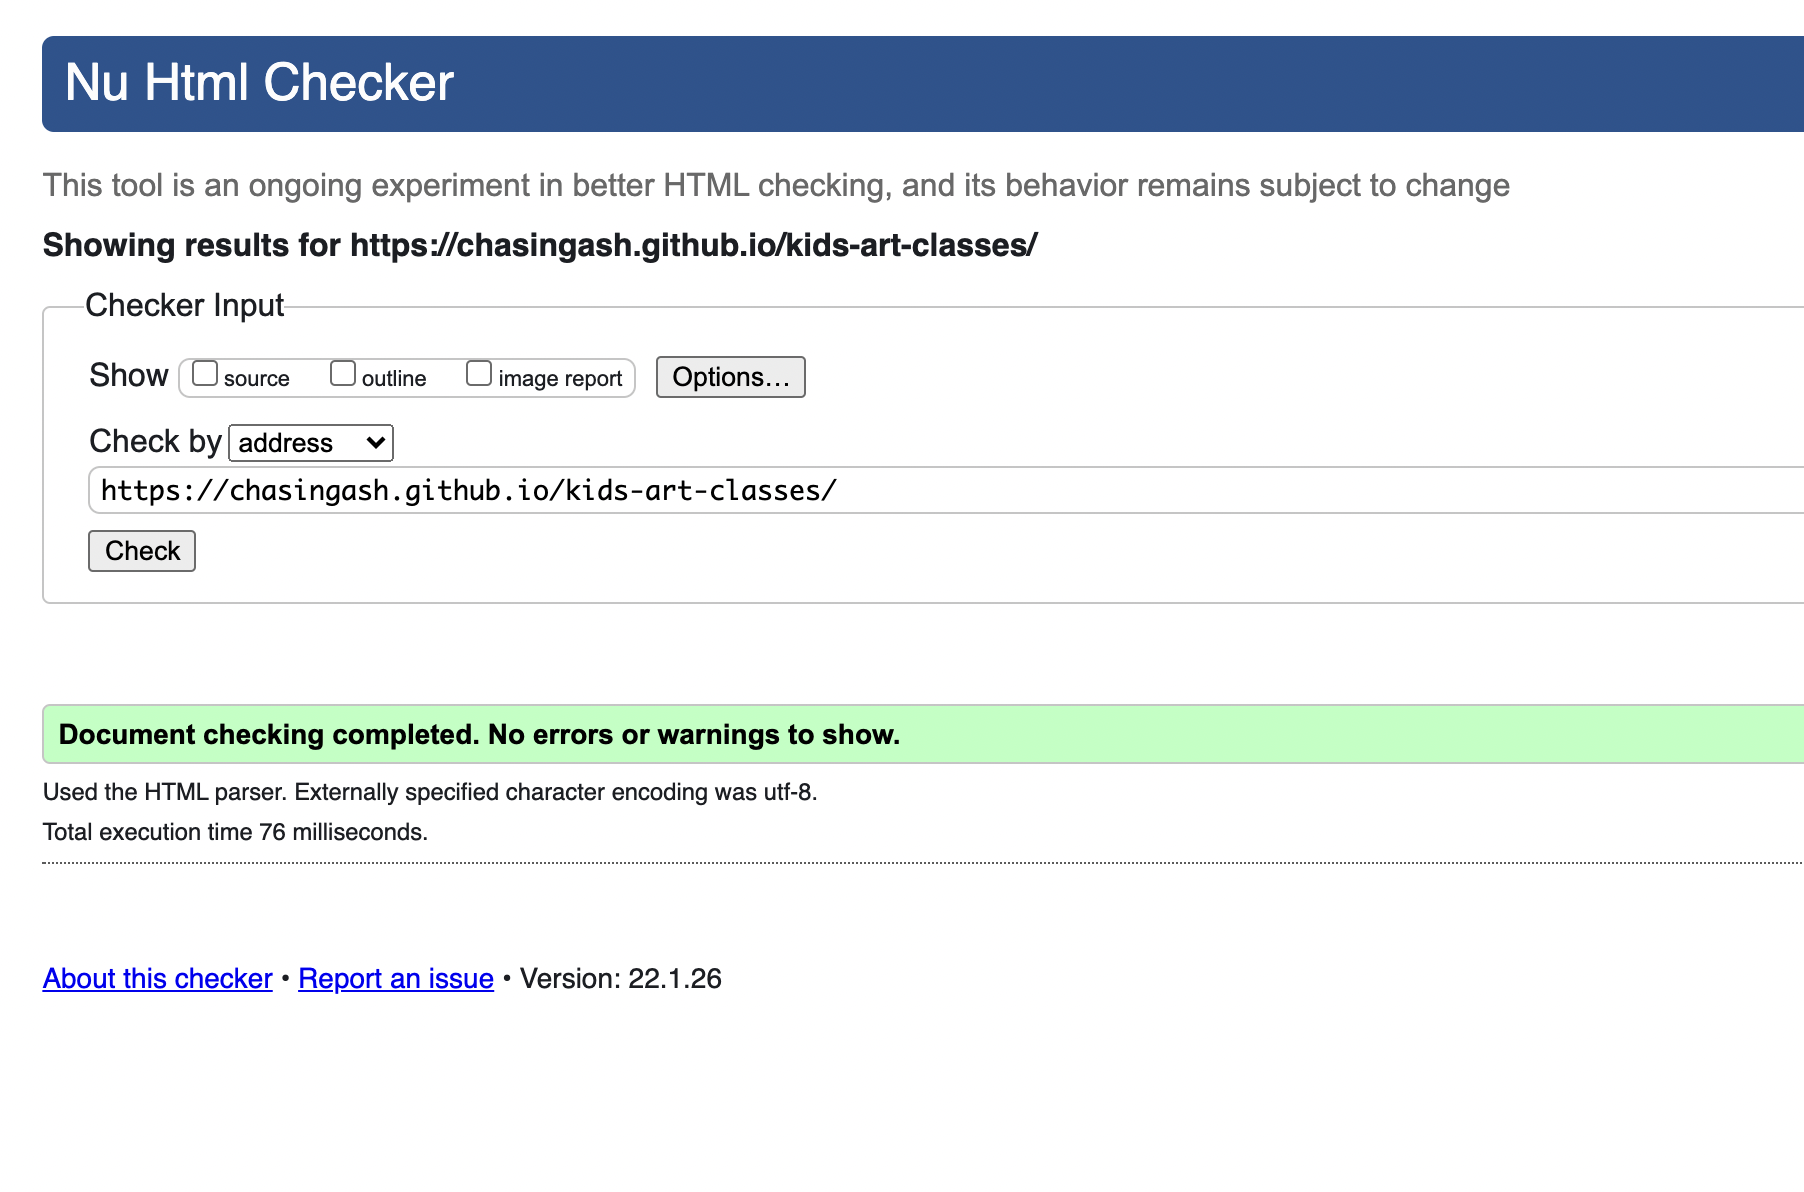 Nu Html Checker
This tool is an ongoing experiment in better HTML checking, and its behavior remains subject to change
Showing results for https://chasingash.github.io/kids-art-classes/
Checker Input
Show source outline image report Options...
Check by address
https://chasingash.github.io/kids-art-classes/
Check
Document checking completed. No errors or warnings to show.
Used the HTML parser. Externally specified character encoding was utf-8.
Total execution time 76 milliseconds.
About this checker • Report an issue • Version: 22.1.26